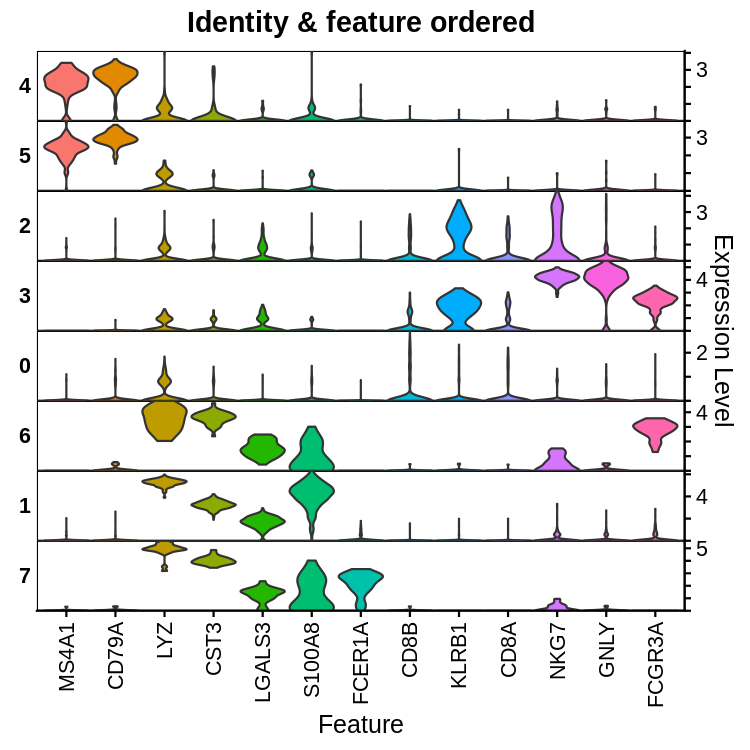 Identity & feature ordered
4
3
5
3
2
3
3
4
0
2
6
4
1
4
7
5
Expression Level
MS4A1
CD79A
LYZ
CST3
LGALS3
S100A8
FCER1A
CD8B
KLRB1
CD8A
NKG7
GNLY
FCGR3A
Feature